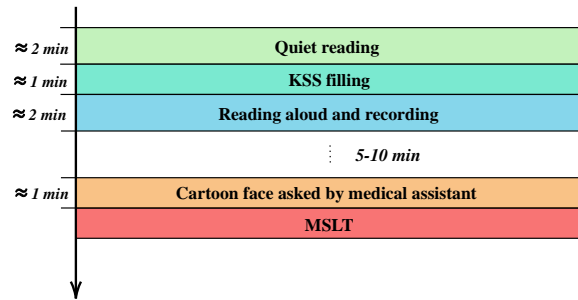 ≈ 2 min Quiet reading
≈ 1 min KSS filling
≈ 2 min Reading aloud and recording
5-10 min
≈ 1 min Cartoon face asked by medical assistant
MSLT